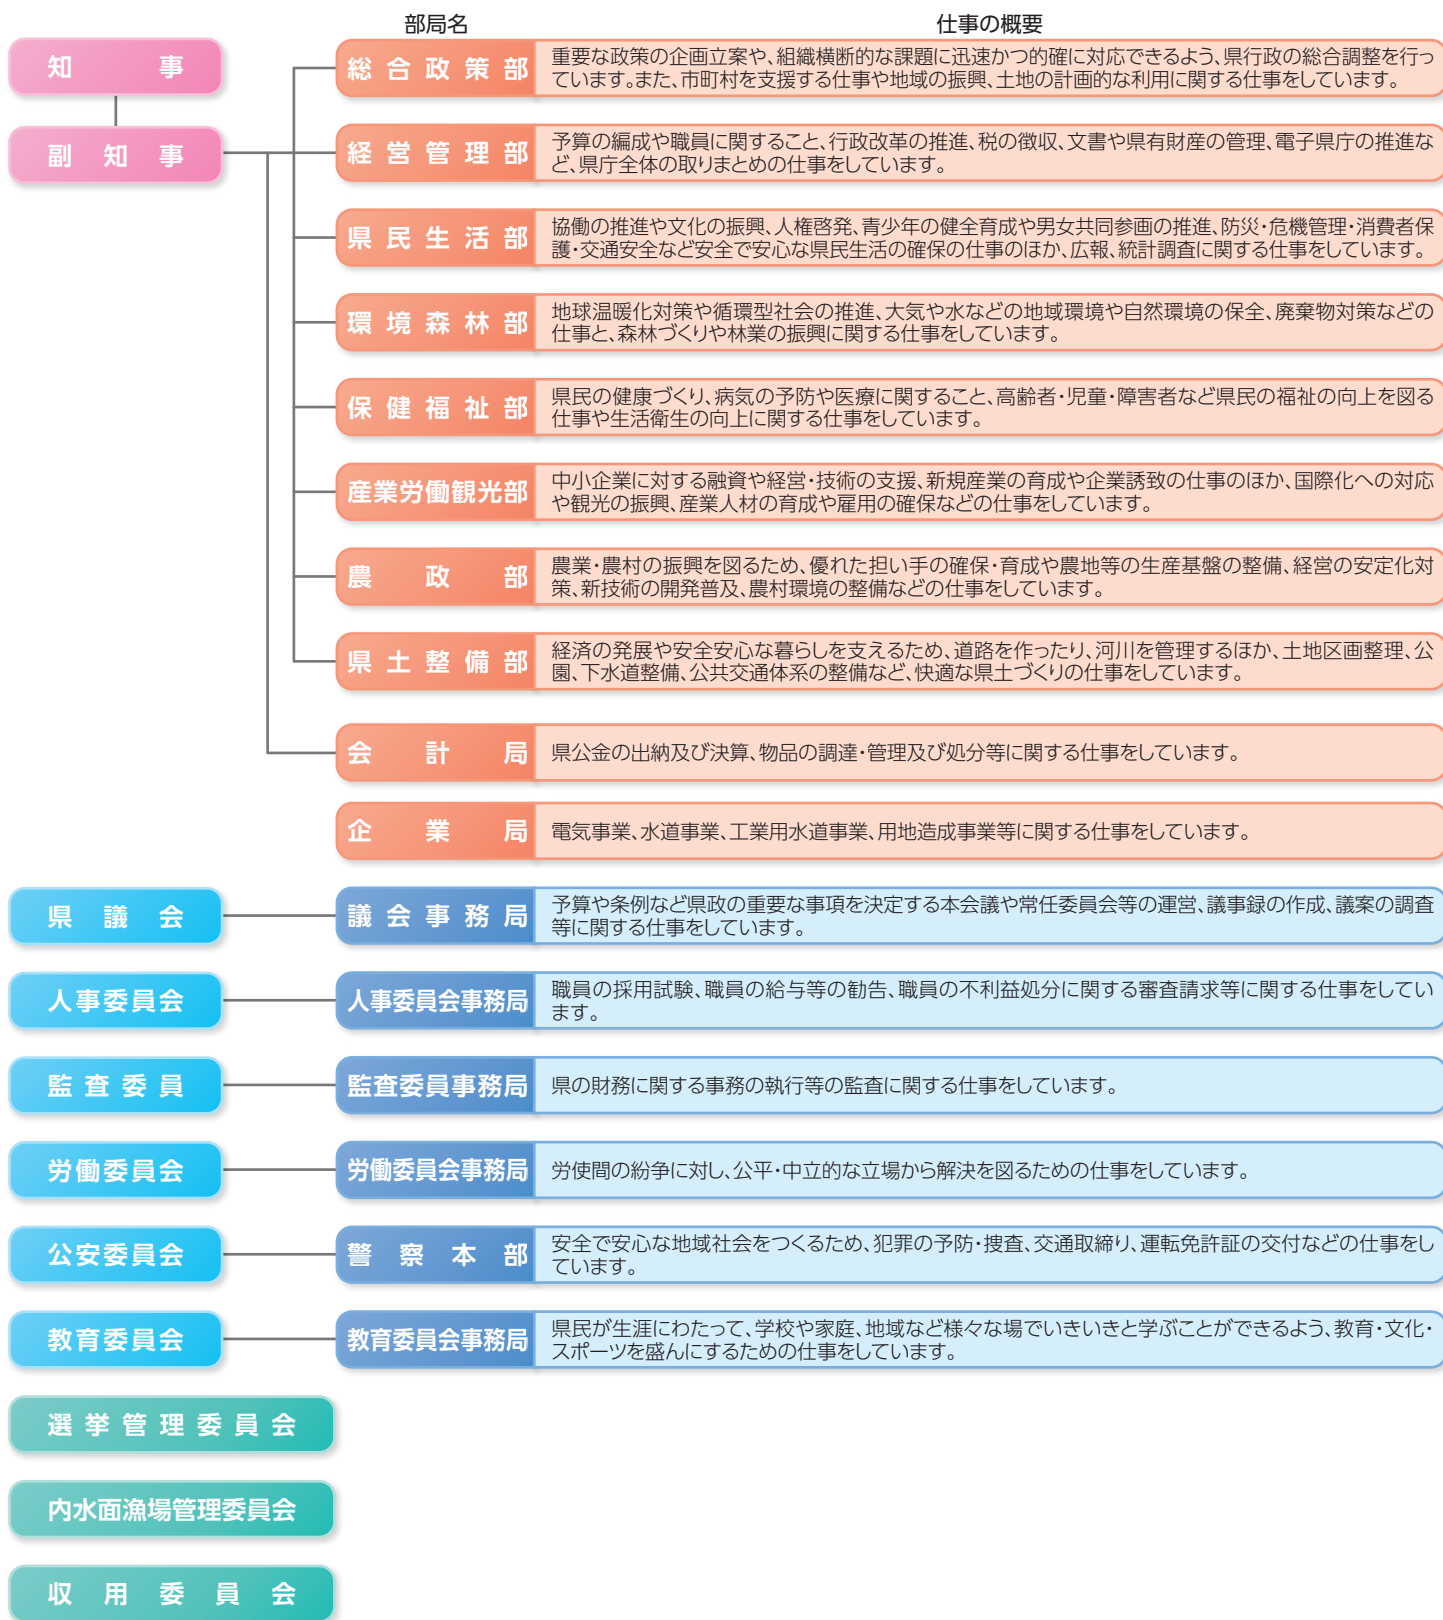 部局名 仕事の概要
知事
総合政策部
重要な政策の企画立案や、組織横断的な課題に迅速かつ的確に対応できるよう、県行政の総合調整を行っ
ています。また、市町村を支援する仕事や地域の振興、土地の計画的な利用に関する仕事をしています。
副知事
経営管理部
予算の編成や職員に関すること、行政改革の推進、税の徴収、文書や県有財産の管理、電子県庁の推進な
ど、県庁全体の取りまとめの仕事をしています。
県民生活部
協働の推進や文化の振興、人権啓発、青少年の健全育成や男女共同参画の推進、防災・危機管理・消費者保
護・交通安全など安全で安心な県民生活の確保の仕事のほか、広報、統計調査に関する仕事をしています。
環境森林部
地球温暖化対策や循環型社会の推進、大気や水などの地域環境や自然環境の保全、廃棄物対策などの
仕事と、森林づくりや林業の振興に関する仕事をしています。
保健福祉部
県民の健康づくり、病気の予防や医療に関すること、高齢者・児童・障害者など県民の福祉の向上を図る
仕事や生活衛生の向上に関する仕事をしています。
産業労働観光部
中小企業に対する融資や経営・技術の支援、新規産業の育成や企業誘致の仕事のほか、国際化への対応
や観光の振興、産業人材の育成や雇用の確保などの仕事をしています。
農政部
農業・農村の振興を図るため、優れた担い手の確保・育成や農地等の生産基盤の整備、経営の安定化対
策、新技術の開発普及、農村環境の整備などの仕事をしています。
県土整備部
経済の発展や安全安心な暮らしを支えるため、道路を作ったり、河川を管理するほか、土地区画整理、公
園、下水道整備、公共交通体系の整備など、快適な県土づくりの仕事をしています。
会計局
県公金の出納及び決算、物品の調達・管理及び処分等に関する仕事をしています。
企業局
電気事業、水道事業、工業用水道事業、用地造成事業等に関する仕事をしています。
県議会
議会事務局
予算や条例など県政の重要な事項を決定する本会議や常任委員会等の運営、議事録の作成、議案の調査
等に関する仕事をしています。
人事委員会
人事委員会事務局
職員の採用試験、職員の給与等の勧告、職員の不利益処分に関する審査請求等に関する仕事をしてい
ます。
監査委員
監査委員事務局
県の財務に関する事務の執行等の監査に関する仕事をしています。
労働委員会
労働委員会事務局
労使間の紛争に対し、公平・中立的な立場から解決を図るための仕事をしています。
公安委員会
警察本部
安全で安心な地域社会をつくるため、犯罪の予防・捜査、交通取締り、運転免許証の交付などの仕事をし
ています。
教育委員会
教育委員会事務局
県民が生涯にわたって、学校や家庭、地域など様々な場でいきいきと学ぶことができるよう、教育・文化・
スポーツを盛んにするための仕事をしています。
選挙管理委員会
内水面漁場管理委員会
収用委員会